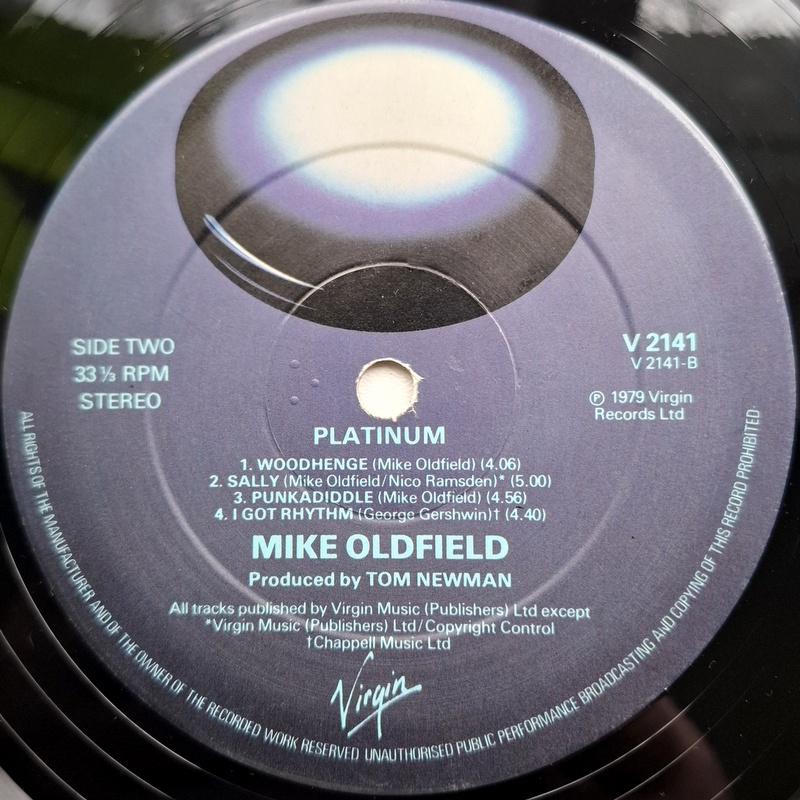 SIDE TWO
33⅓ RPM
STEREO
V 2141
V 2141-B
℗ 1979 Virgin
Records Ltd
PLATINUM
1. WOODHENGE (Mike Oldfield) (4.06)
2. SALLY (Mike Oldfield/Nico Ramsden)* (5.00)
3. PUNKADIDDLE (Mike Oldfield) (4.56)
4. I GOT RHYTHM (George Gershwin)† (4.40)
MIKE OLDFIELD
Produced by TOM NEWMAN
All tracks published by Virgin Music (Publishers) Ltd except
*Virgin Music (Publishers) Ltd/Copyright Control
†Chappell Music Ltd
Virgin
ALL RIGHTS OF THE MANUFACTURER AND OF THE OWNER OF THE RECORDED WORK RESERVED UNAUTHORISED PUBLIC PERFORMANCE BROADCASTING AND COPYING OF THIS RECORD PROHIBITED·